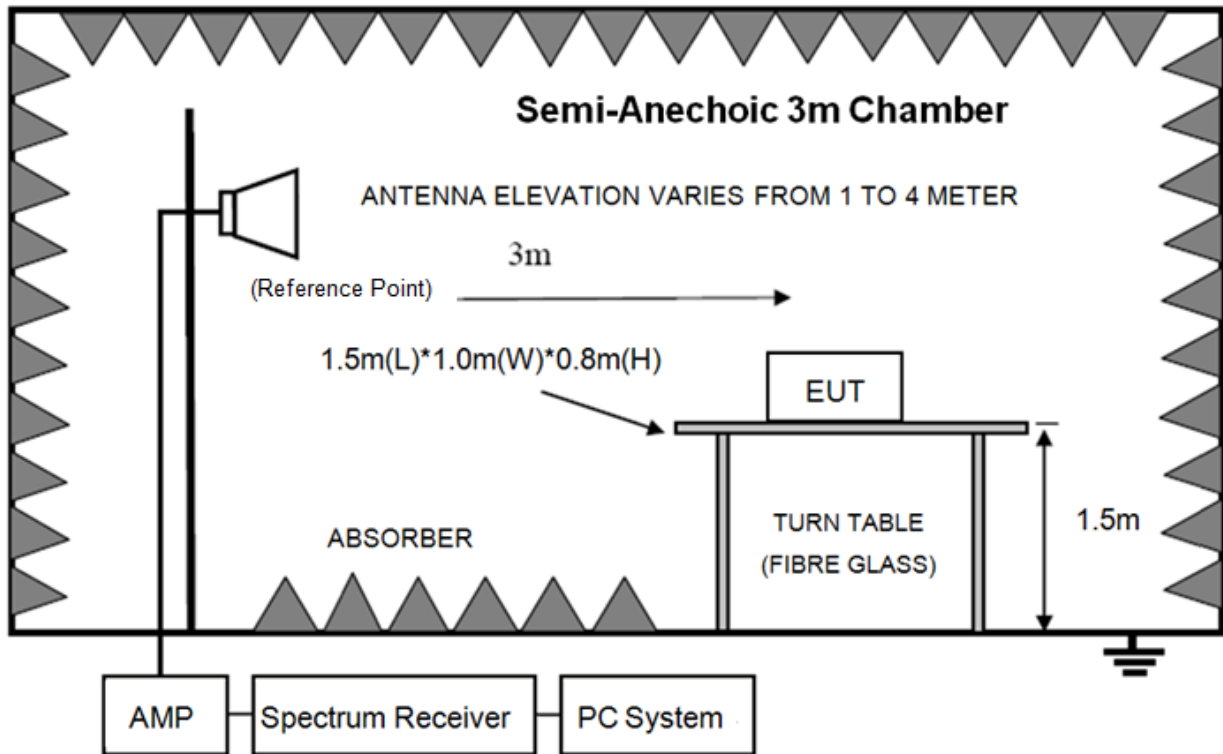 Semi-Anechoic 3m Chamber
ANTENNA ELEVATION VARIES FROM 1 TO 4 METER
3m
(Reference Point)
1.5m(L)*1.0m(W)*0.8m(H)
EUT
1.5m
TURN TABLE
(FIBRE GLASS)
ABSORBER
AMP
Spectrum Receiver
PC System